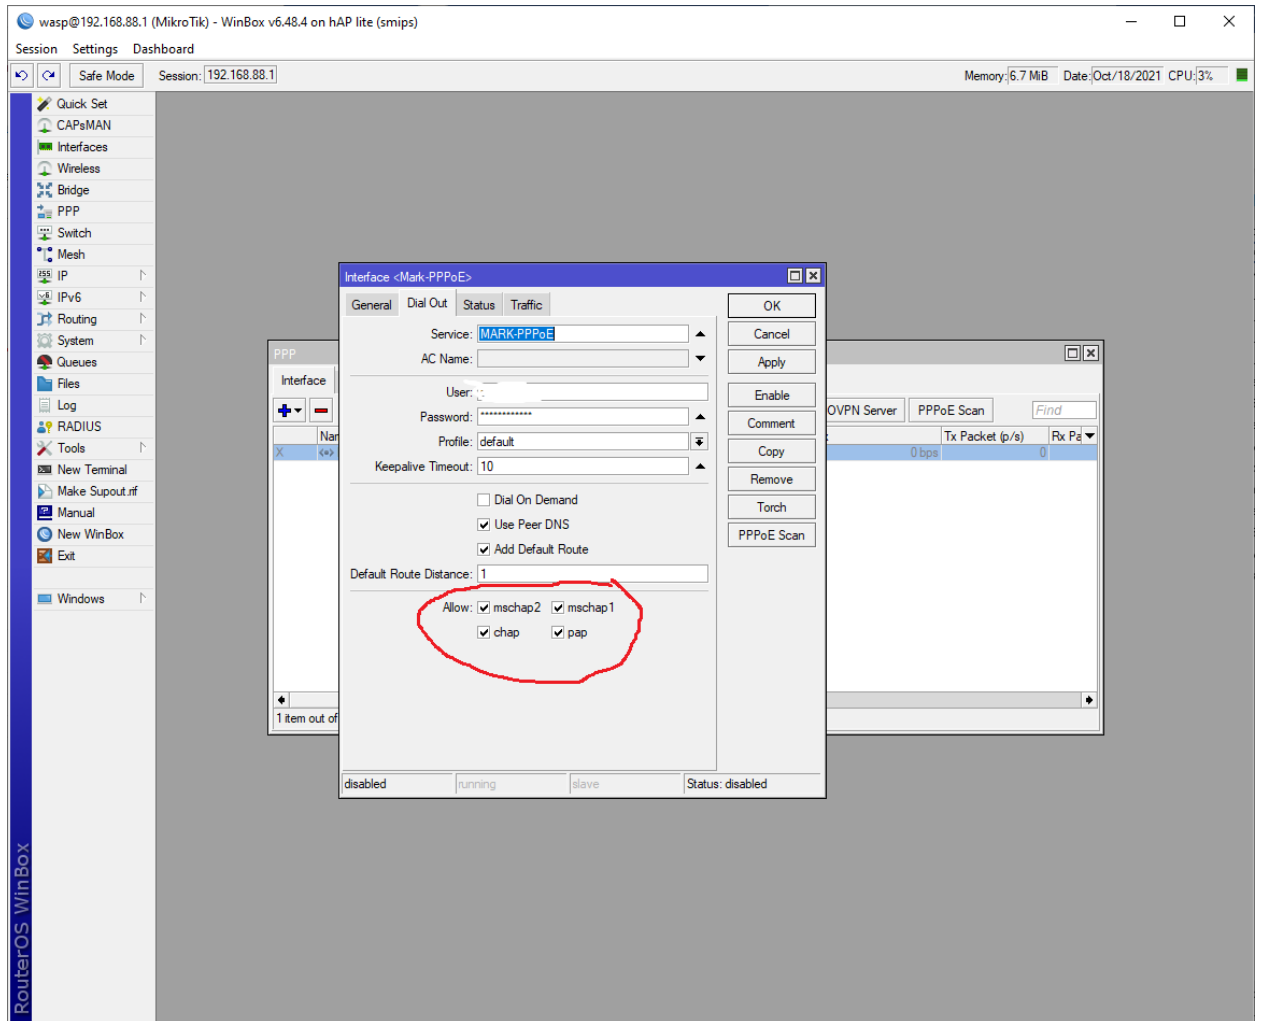 wasp@192.168.88.1 (MikroTik) - WinBox v6.48.4 on hAP lite (smips)
Session Settings Dashboard
Safe Mode Session: 192.168.88.1 Memory: 6.7 MiB Date: Oct/18/2021 CPU: 3%
Quick Set
CAPsMAN
Interfaces
Wireless
Bridge
PPP
Switch
Mesh
IP
IPv6
Routing
System
Queues
Files
Log
RADIUS
Tools
New Terminal
Make Supout.rif
Manual
New WinBox
Exit
Windows
RouterOS WinBox
PPP
Interface
OVPN Server PPPoE Scan Find
Tx Packet (p/s)
X <=> 0 bps 0
1 item out of
Interface <Mark-PPPoE>
General Dial Out Status Traffic
Service: MARK-PPPoE
AC Name:
User:
Password: ************
Profile: default
Keepalive Timeout: 10
Dial On Demand
Use Peer DNS
Add Default Route
Default Route Distance: 1
Allow: mschap2 mschap1
chap pap
OK
Cancel
Apply
Enable
Comment
Copy
Remove
Torch
PPPoE Scan
disabled running slave Status: disabled